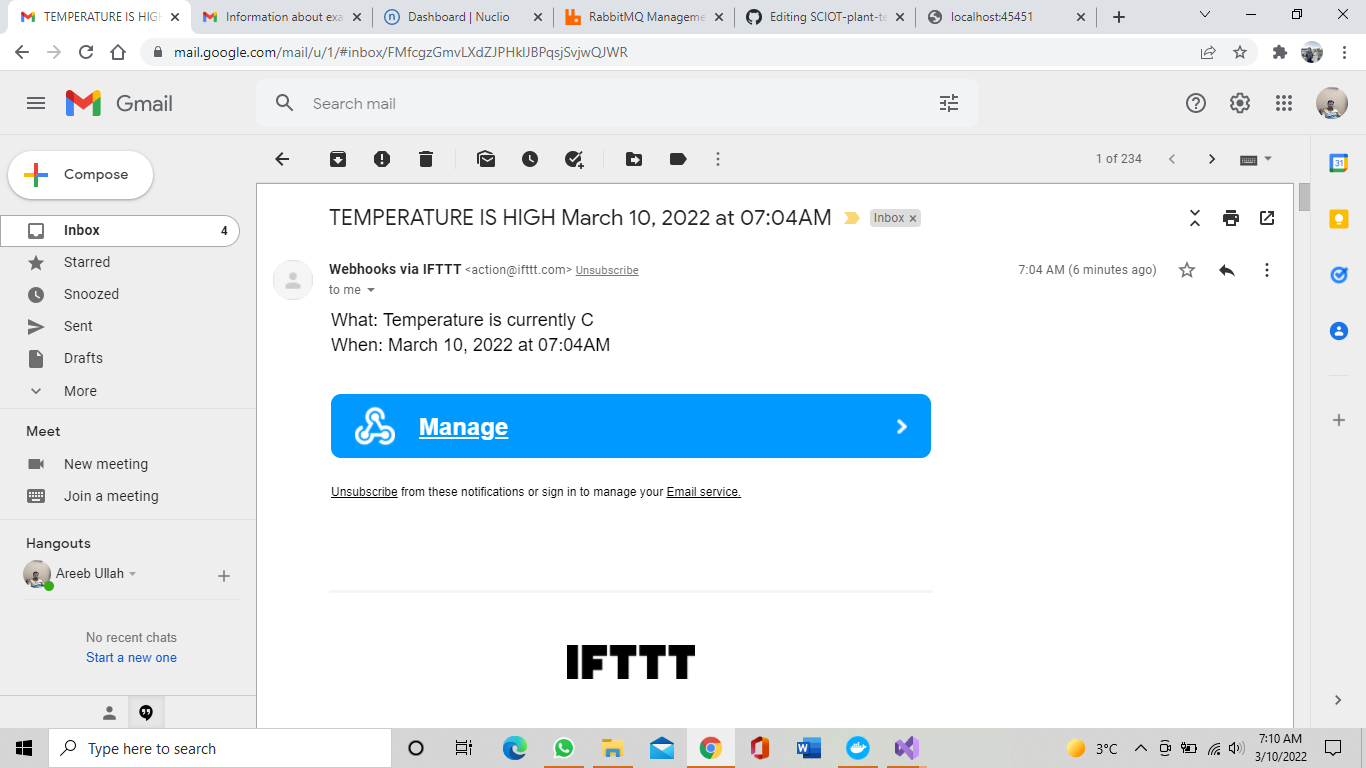 TEMPERATURE IS HIGH
Information about exa
Dashboard | Nuclio
RabbitMQ Manageme
Editing SCIOT-plant-te
localhost:45451
mail.google.com/mail/u/1/#inbox/FMfcgzGmvLXdZJPHklJBPqsjSvjwQJWR
Gmail
Search mail
Compose
1 of 234
31
Inbox 4
Starred
Snoozed
Sent
Drafts
More
Meet
New meeting
Join a meeting
Hangouts
Areeb Ullah
No recent chats
Start a new one
TEMPERATURE IS HIGH March 10, 2022 at 07:04AM Inbox x
Webhooks via IFTTT <action@ifttt.com> Unsubscribe
7:04 AM (6 minutes ago)
to me
What: Temperature is currently C
When: March 10, 2022 at 07:04AM
Manage
Unsubscribe from these notifications or sign in to manage your Email service.
IFTTT
Type here to search
3°C
7:10 AM
3/10/2022